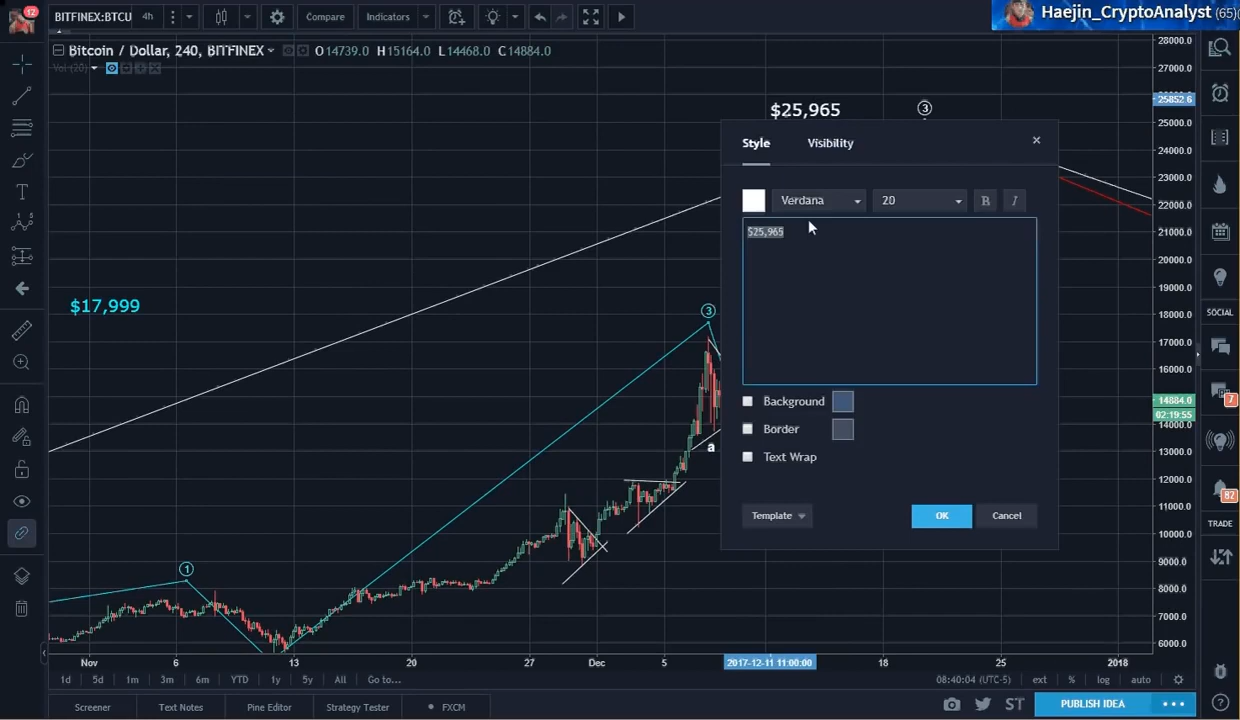 12
BITFINEX:BTCU
4h
Compare
Indicators
Haejin_CryptoAnalyst (65)
Bitcoin / Dollar, 240, BITFINEX
O14739.0 H15164.0 L14468.0 C14884.0
Vol (20)
28000.0
27000.0
25852.6
25000.0
24000.0
23000.0
22000.0
21000.0
20000.0
19000.0
18000.0
17000.0
16000.0
14884.0
02:19:55
14000.0
13000.0
12000.0
11000.0
10000.0
9000.0
8000.0
7000.0
6000.0
$25,965
3
$17,999
3
a
1
Style
Visibility
Verdana
20
B
I
$25,965
Background
Border
Text Wrap
Template
OK
Cancel
SOCIAL
7
82
TRADE
Nov
6
13
20
27
Dec
5
2017-12-11 11:00:00
18
25
2018
1d
5d
1m
3m
6m
YTD
1y
5y
All
Go to...
08:40:04 (UTC-5)
ext
%
log
auto
Screener
Text Notes
Pine Editor
Strategy Tester
FXCM
ST
PUBLISH IDEA